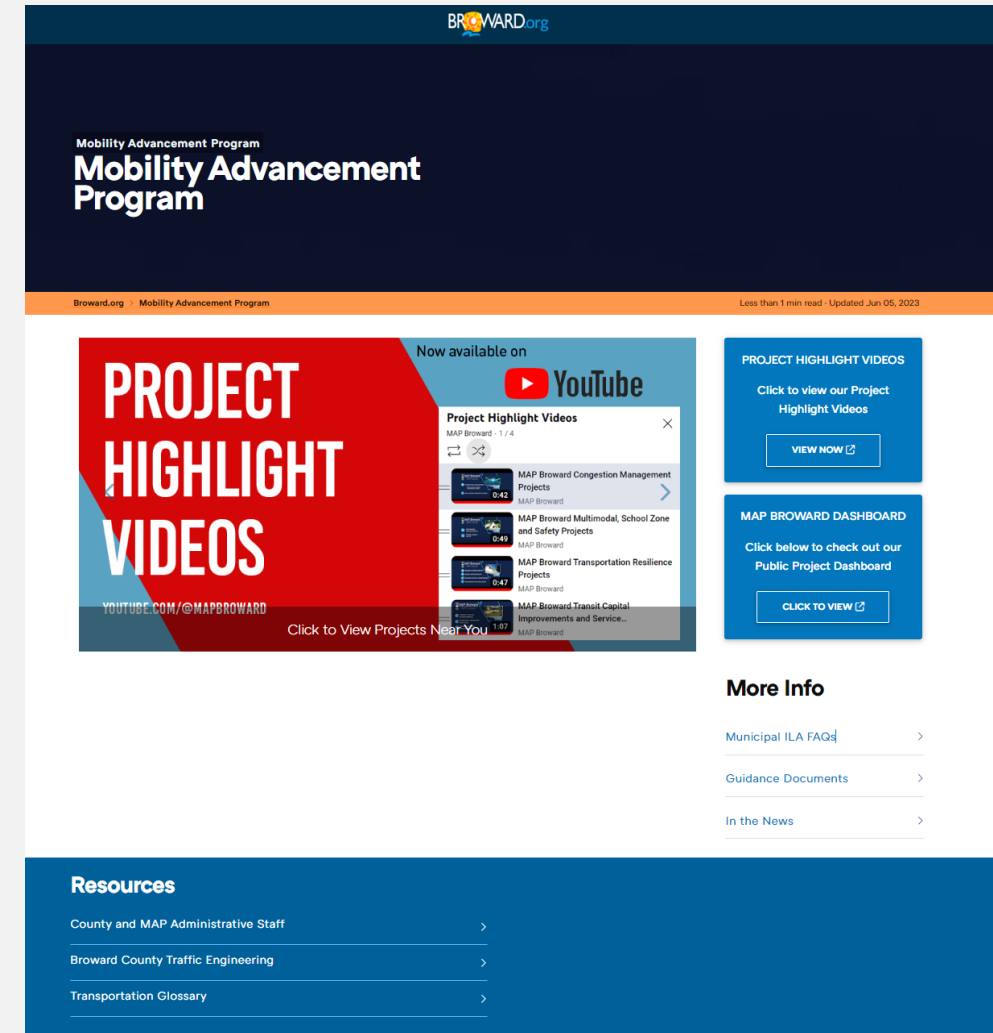 BROWARD.org
Mobility Advancement Program
Mobility Advancement
Program
Broward.org > Mobility Advancement Program
Less than 1 min read - Updated Jun 05, 2023
PROJECT
HIGHLIGHT
VIDEOS
YOUTUBE.COM/@MAPBROWARD
Now available on
YouTube
Project Highlight Videos
MAP Broward - 1 / 4
0:42
MAP Broward Congestion Management
Projects
MAP Broward
0:49
MAP Broward Multimodal, School Zone
and Safety Projects
MAP Broward
0:47
MAP Broward Transportation Resilience
Projects
MAP Broward
1:07
MAP Broward Transit Capital
Improvements and Service...
MAP Broward
Click to View Projects Near You
PROJECT HIGHLIGHT VIDEOS
Click to view our Project
Highlight Videos
VIEW NOW
MAP BROWARD DASHBOARD
Click below to check out our
Public Project Dashboard
CLICK TO VIEW
More Info
Municipal ILA FAQs
Guidance Documents
In the News
Resources
County and MAP Administrative Staff
Broward County Traffic Engineering
Transportation Glossary